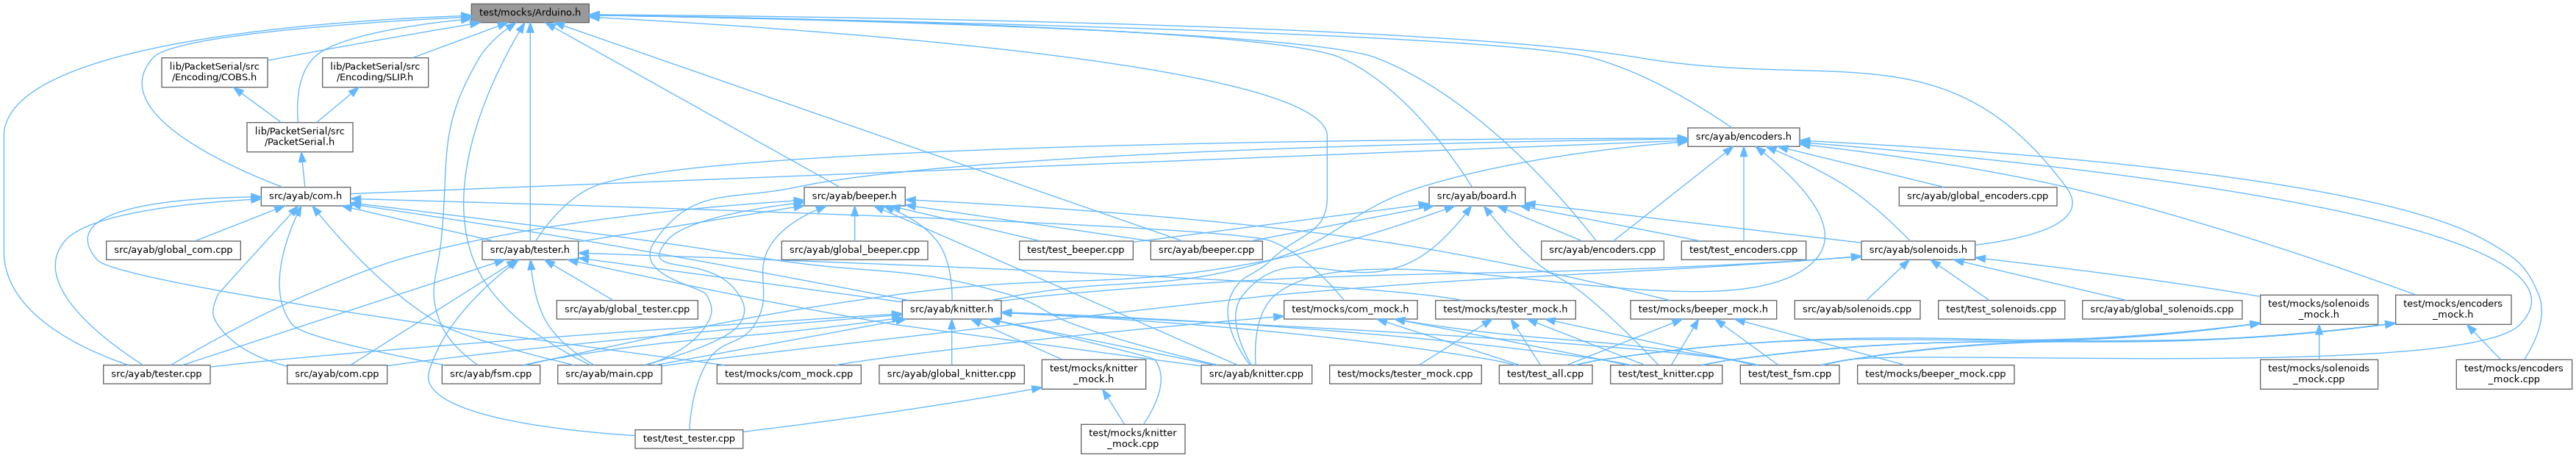 test/mocks/Arduino.h
lib/PacketSerial/src
/Encoding/COBS.h
lib/PacketSerial/src
/Encoding/SLIP.h
lib/PacketSerial/src
/PacketSerial.h
src/ayab/encoders.h
src/ayab/com.h
src/ayab/beeper.h
src/ayab/board.h
src/ayab/global_encoders.cpp
src/ayab/global_com.cpp
src/ayab/tester.h
src/ayab/global_beeper.cpp
test/test_beeper.cpp
src/ayab/beeper.cpp
src/ayab/encoders.cpp
test/test_encoders.cpp
src/ayab/solenoids.h
src/ayab/global_tester.cpp
src/ayab/knitter.h
test/mocks/com_mock.h
test/mocks/tester_mock.h
test/mocks/beeper_mock.h
src/ayab/solenoids.cpp
test/test_solenoids.cpp
src/ayab/global_solenoids.cpp
test/mocks/solenoids
_mock.h
test/mocks/encoders
_mock.h
src/ayab/tester.cpp
src/ayab/com.cpp
src/ayab/fsm.cpp
src/ayab/main.cpp
test/mocks/com_mock.cpp
src/ayab/global_knitter.cpp
test/mocks/knitter
_mock.h
src/ayab/knitter.cpp
test/mocks/tester_mock.cpp
test/test_all.cpp
test/test_knitter.cpp
test/test_fsm.cpp
test/mocks/beeper_mock.cpp
test/mocks/solenoids
_mock.cpp
test/mocks/encoders
_mock.cpp
test/test_tester.cpp
test/mocks/knitter
_mock.cpp